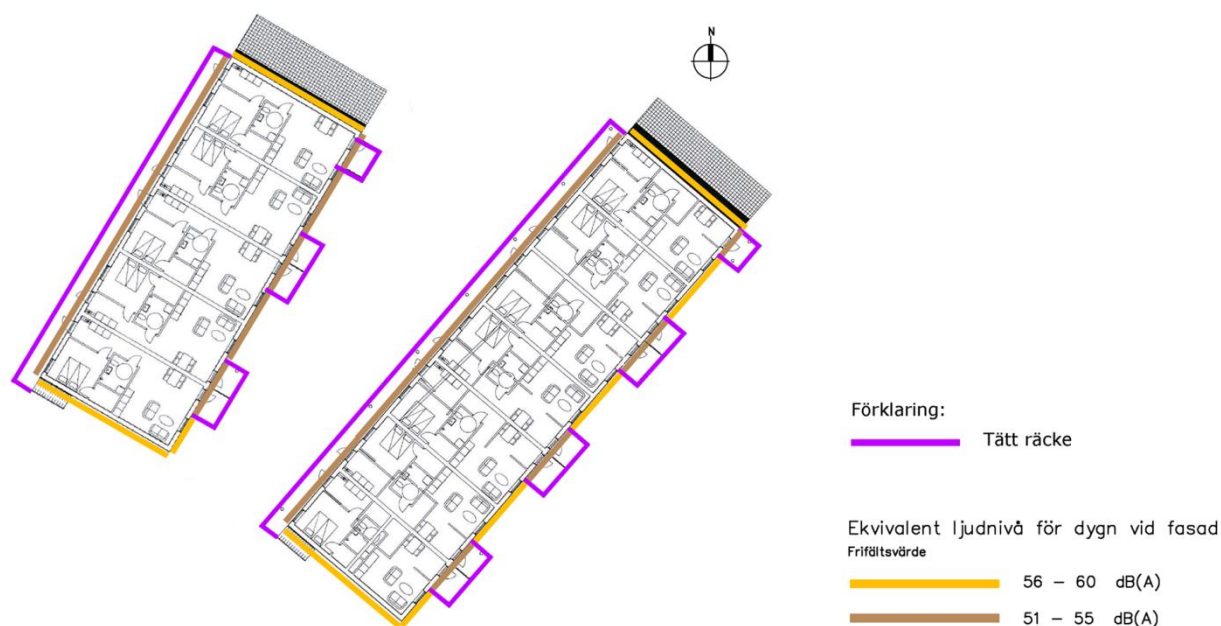 N
Förklaring:
Tätt räcke
Ekvivalent ljudnivå för dygn vid fasad
Frifältsvärde
56 – 60 dB(A)
51 – 55 dB(A)